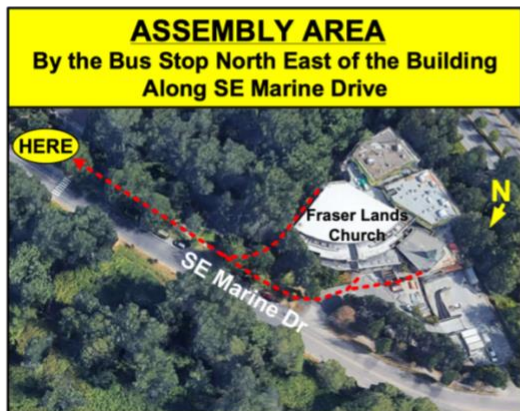 ASSEMBLY AREA
By the Bus Stop North East of the Building
Along SE Marine Drive
HERE
N
Fraser Lands
Church
SE Marine Dr